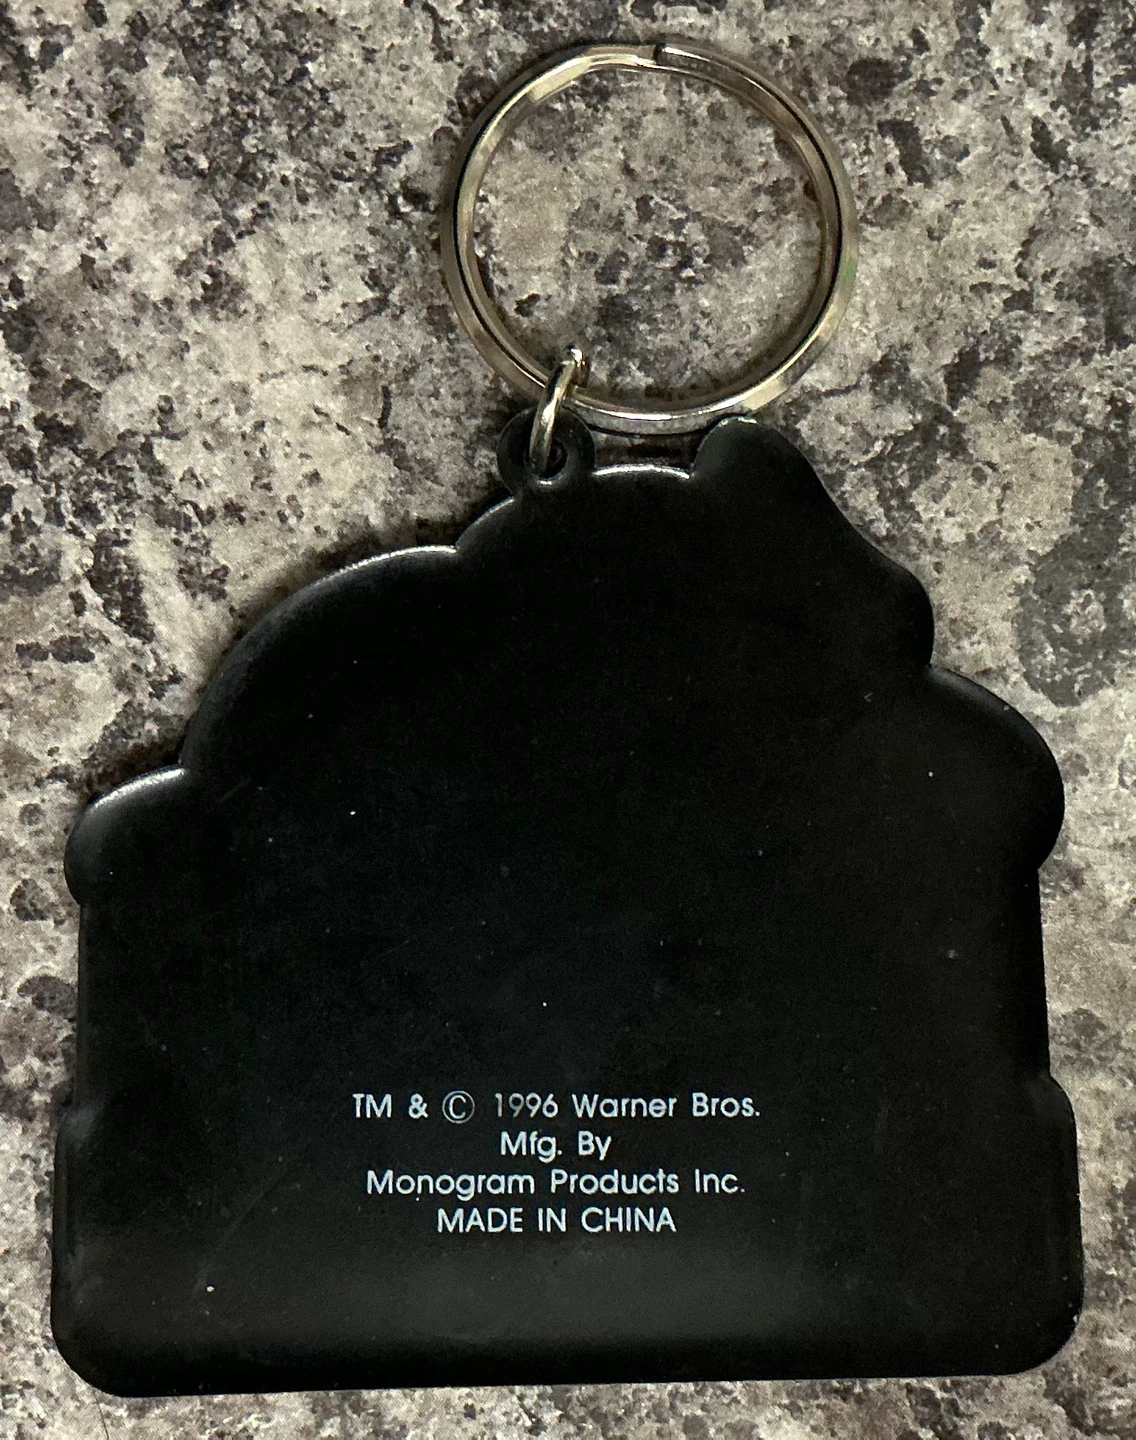 TM & © 1996 Warner Bros.
Mfg. By
Monogram Products Inc.
MADE IN CHINA